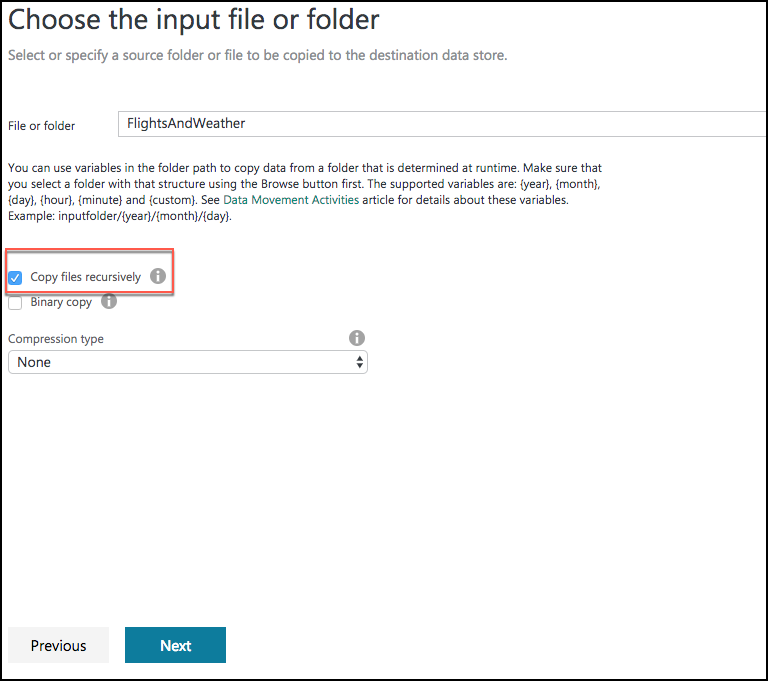 Choose the input file or folder
Select or specify a source folder or file to be copied to the destination data store.
File or folder
FlightsAndWeather
You can use variables in the folder path to copy data from a folder that is determined at runtime. Make sure that
you select a folder with that structure using the Browse button first. The supported variables are: {year}, {month},
{day}, {hour}, {minute} and {custom}. See Data Movement Activities article for details about these variables.
Example: inputfolder/{year}/{month}/{day}.
Copy files recursively
Binary copy
Compression type
None
Previous
Next